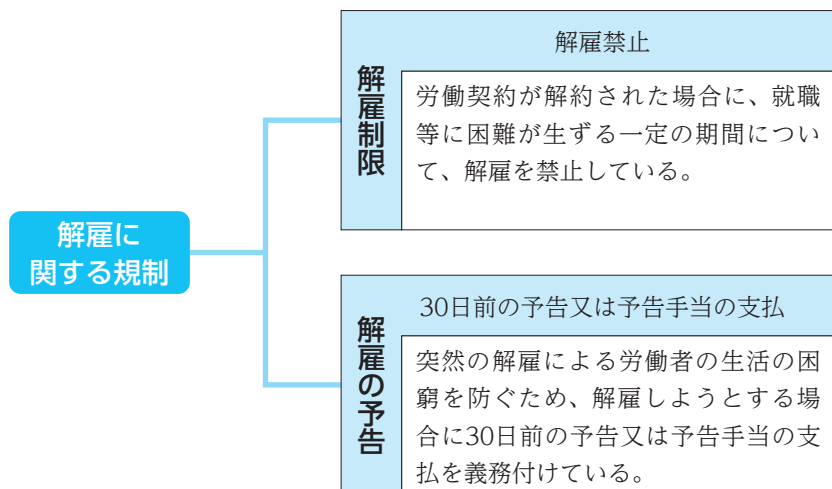 解雇に
関する規制
解雇制限
解雇禁止
労働契約が解約された場合に、就職
等に困難が生ずる一定の期間につい
て、解雇を禁止している。
解雇の予告
30日前の予告又は予告手当の支払
突然の解雇による労働者の生活の困
窮を防ぐため、解雇しようとする場
合に30日前の予告又は予告手当の支
払を義務付けている。